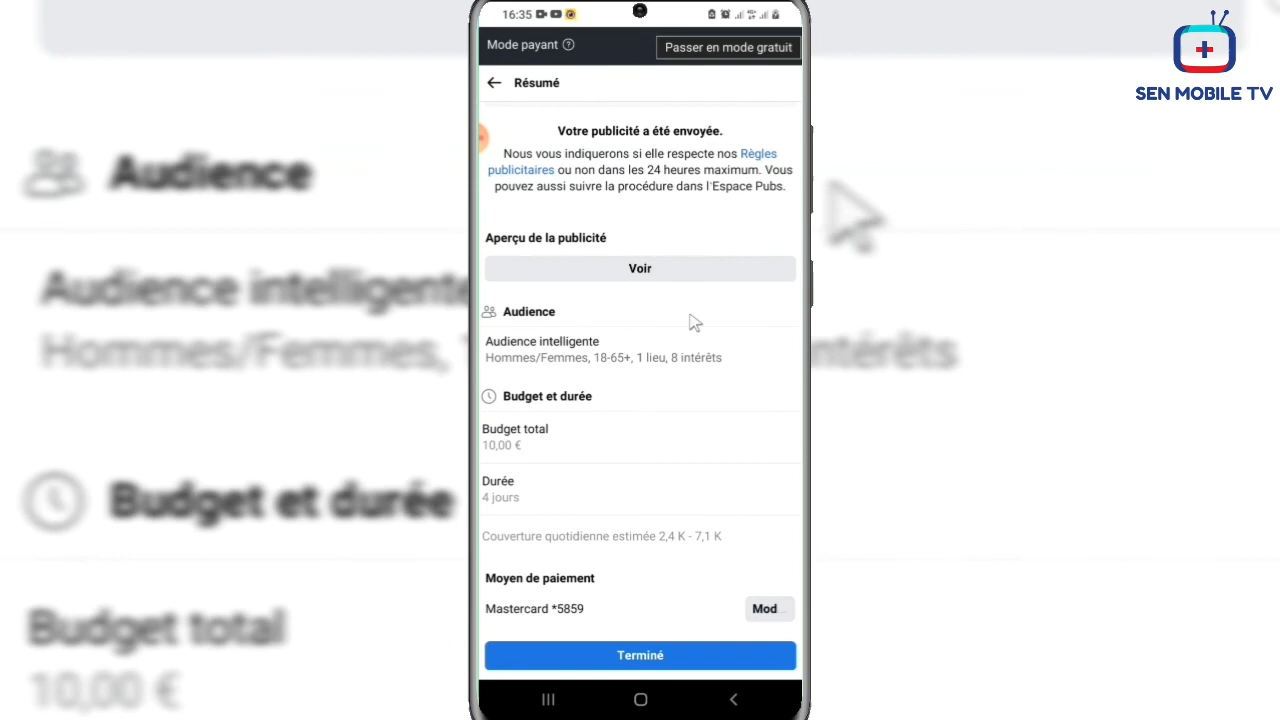 16:35
Mode payant
Passer en mode gratuit
Résumé
Votre publicité a été envoyée.
Nous vous indiquerons si elle respecte nos Règles
publicitaires ou non dans les 24 heures maximum. Vous
pouvez aussi suivre la procédure dans l'Espace Pubs.
Aperçu de la publicité
Voir
Audience
Audience intelligente
Hommes/Femmes, 18-65+, 1 lieu, 8 intérêts
Budget et durée
Budget total
10,00 €
Durée
4 jours
Couverture quotidienne estimée 2,4 K - 7,1 K
Moyen de paiement
Mastercard *5859
Mod...
Terminé
SEN MOBILE TV
Audience
Audience intelligente
Hommes/Femmes,
intérêts
Budget et durée
Budget total
10,00 €